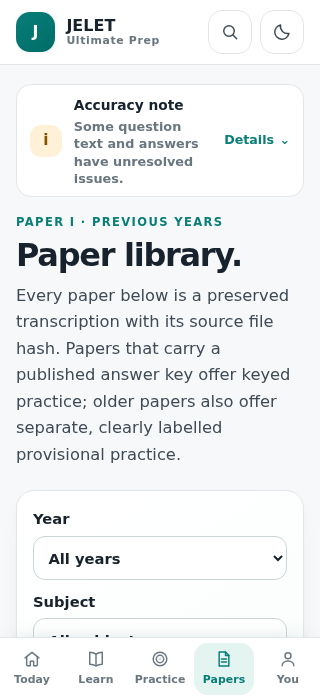 J
JELET
Ultimate Prep
Accuracy note
i
Some question
text and answers
have unresolved
issues.
Details
PAPER I · PREVIOUS YEARS
Paper library.
Every paper below is a preserved
transcription with its source file
hash. Papers that carry a
published answer key offer keyed
practice; older papers also offer
separate, clearly labelled
provisional practice.
Year
All years
Subject
Today
Learn
Practice
Papers
You